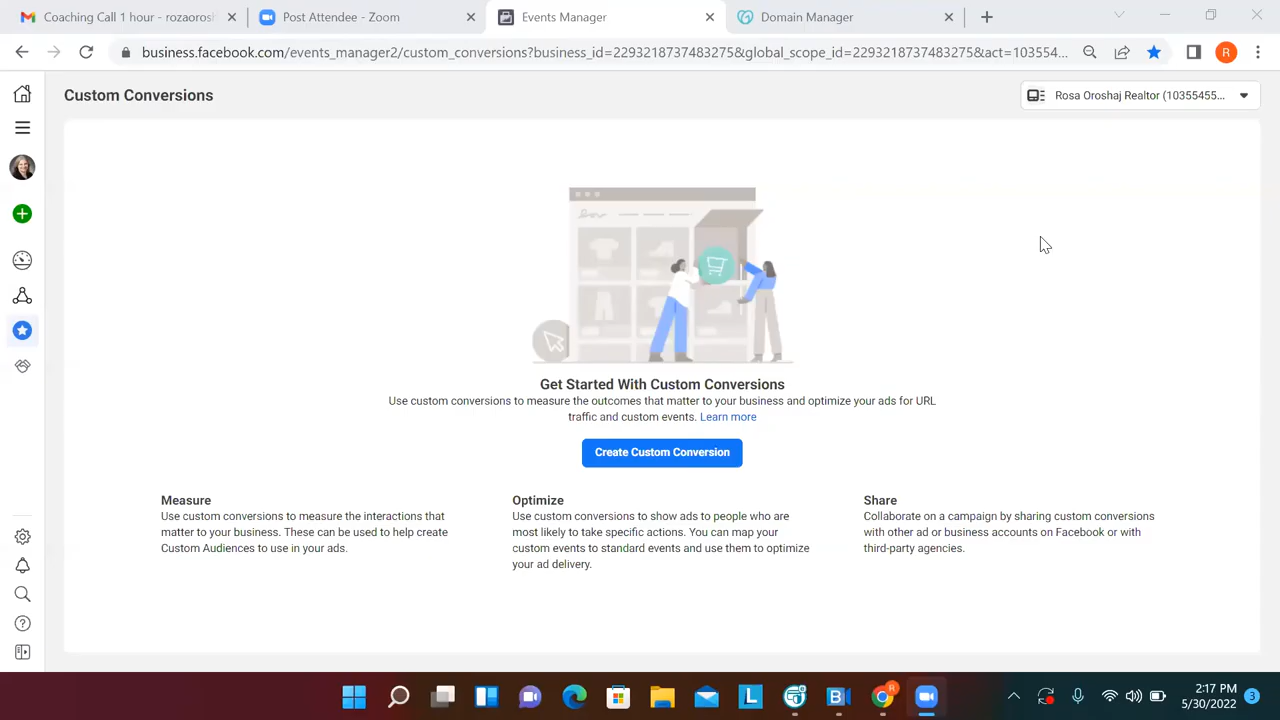 Coaching Call 1 hour - rozaorosh
Post Attendee - Zoom
Events Manager
Domain Manager
business.facebook.com/events_manager2/custom_conversions?business_id=2293218737483275&global_scope_id=2293218737483275&act=103554...
R
Custom Conversions
Rosa Oroshaj Realtor (10355455...
Get Started With Custom Conversions
Use custom conversions to measure the outcomes that matter to your business and optimize your ads for URL
traffic and custom events. Learn more
Create Custom Conversion
Measure
Use custom conversions to measure the interactions that
matter to your business. These can be used to help create
Custom Audiences to use in your ads.
Optimize
Use custom conversions to show ads to people who are
most likely to take specific actions. You can map your
custom events to standard events and use them to optimize
your ad delivery.
Share
Collaborate on a campaign by sharing custom conversions
with other ad or business accounts on Facebook or with
third-party agencies.
L
B
R
2:17 PM
5/30/2022
3